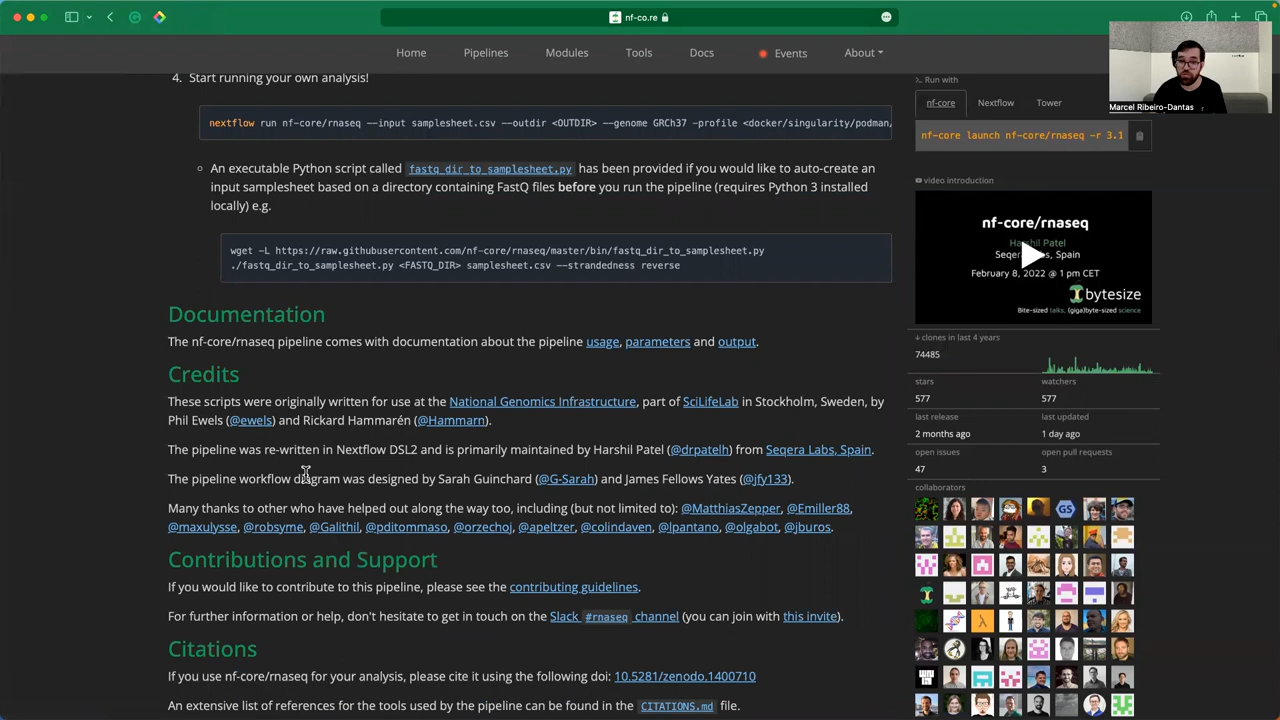 nf-co.re
Home Pipelines Modules Tools Docs Events About
Marcel Ribeiro-Dantas
4. Start running your own analysis!
nextflow run nf-core/rnaseq --input samplesheet.csv --outdir <OUTDIR> --genome GRCh37 -profile <docker/singularity/podman/
An executable Python script called fastq_dir_to_samplesheet.py has been provided if you would like to auto-create an
input samplesheet based on a directory containing FastQ files before you run the pipeline (requires Python 3 installed
locally) e.g.
wget -L https://raw.githubusercontent.com/nf-core/rnaseq/master/bin/fastq_dir_to_samplesheet.py
./fastq_dir_to_samplesheet.py <FASTQ_DIR> samplesheet.csv --strandedness reverse
Documentation
The nf-core/rnaseq pipeline comes with documentation about the pipeline usage, parameters and output.
Credits
These scripts were originally written for use at the National Genomics Infrastructure, part of SciLifeLab in Stockholm, Sweden, by
Phil Ewels (@ewels) and Rickard Hammarén (@Hammarn).
The pipeline was re-written in Nextflow DSL2 and is primarily maintained by Harshil Patel (@drpatelh) from Seqera Labs, Spain.
The pipeline workflow diagram was designed by Sarah Guinchard (@G-Sarah) and James Fellows Yates (@jfy133).
Many thanks to other who have helped out along the way too, including (but not limited to): @MatthiasZepper, @Emiller88,
@maxulysse, @robsyme, @Galithil, @pditommaso, @orzechoj, @apeltzer, @colindaven, @lpantano, @olgabot, @jburos.
Contributions and Support
If you would like to contribute to this pipeline, please see the contributing guidelines.
For further information or help, don't hesitate to get in touch on the Slack #rnaseq channel (you can join with this invite).
Citations
If you use nf-core/rnaseq for your analysis, please cite it using the following doi: 10.5281/zenodo.1400710
An extensive list of references for the tools used by the pipeline can be found in the CITATIONS.md file.
Run with
nf-core Nextflow Tower
nf-core launch nf-core/rnaseq -r 3.1
video introduction
nf-core/rnaseq
Harshil Patel
Seqera Labs, Spain
February 8, 2022 @ 1 pm CET
bytesize
Bite-sized talks, (giga)byte-sized science
clones in last 4 years
74485
stars watchers
577 577
last release last updated
2 months ago 1 day ago
open issues open pull requests
47 3
collaborators